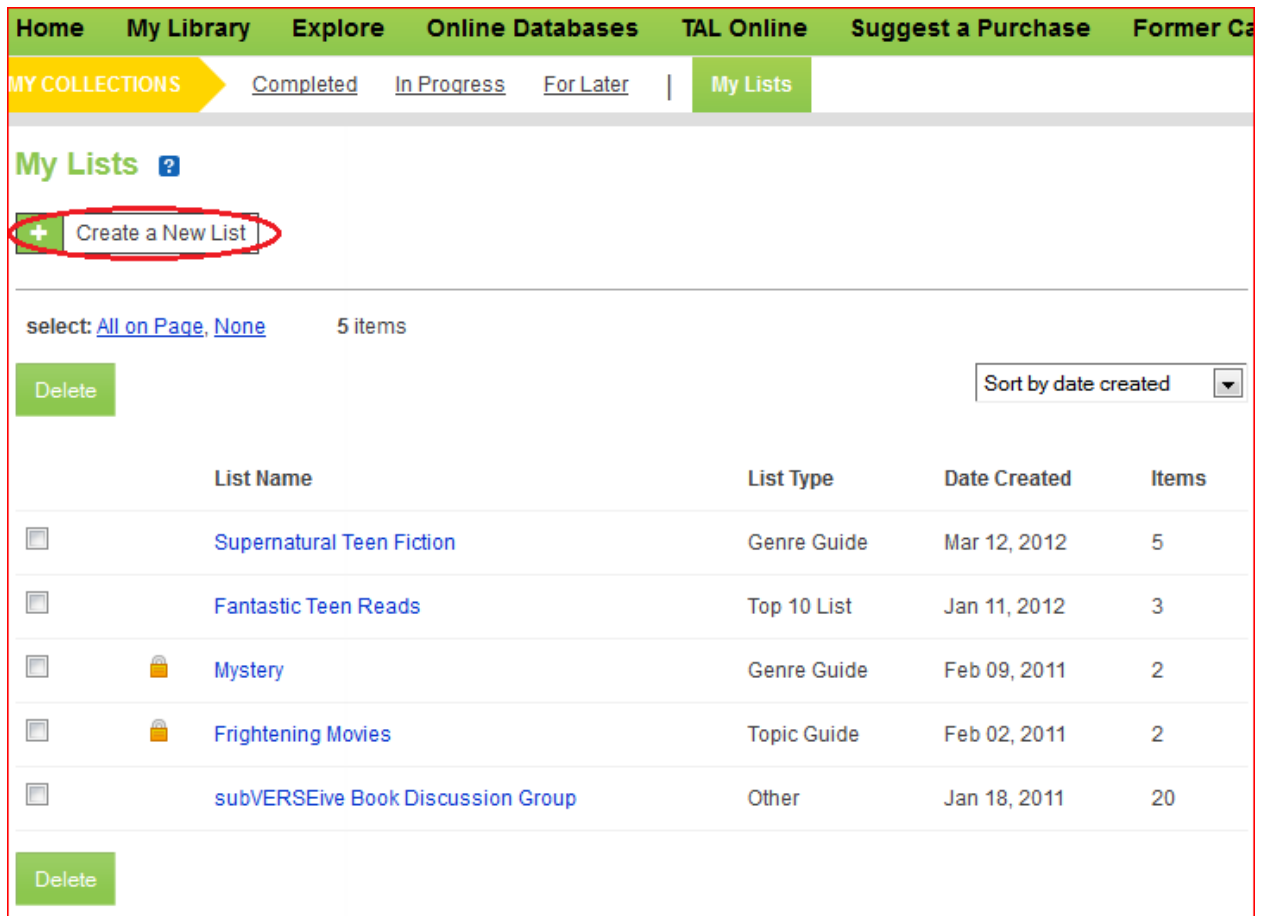 Home My Library Explore Online Databases TAL Online Suggest a Purchase Former Ca
MY COLLECTIONS Completed In Progress For Later | My Lists
My Lists ?
+ Create a New List
select: All on Page, None 5 items
Delete Sort by date created
List Name List Type Date Created Items
Supernatural Teen Fiction Genre Guide Mar 12, 2012 5
Fantastic Teen Reads Top 10 List Jan 11, 2012 3
Mystery Genre Guide Feb 09, 2011 2
Frightening Movies Topic Guide Feb 02, 2011 2
subVERSEive Book Discussion Group Other Jan 18, 2011 20
Delete